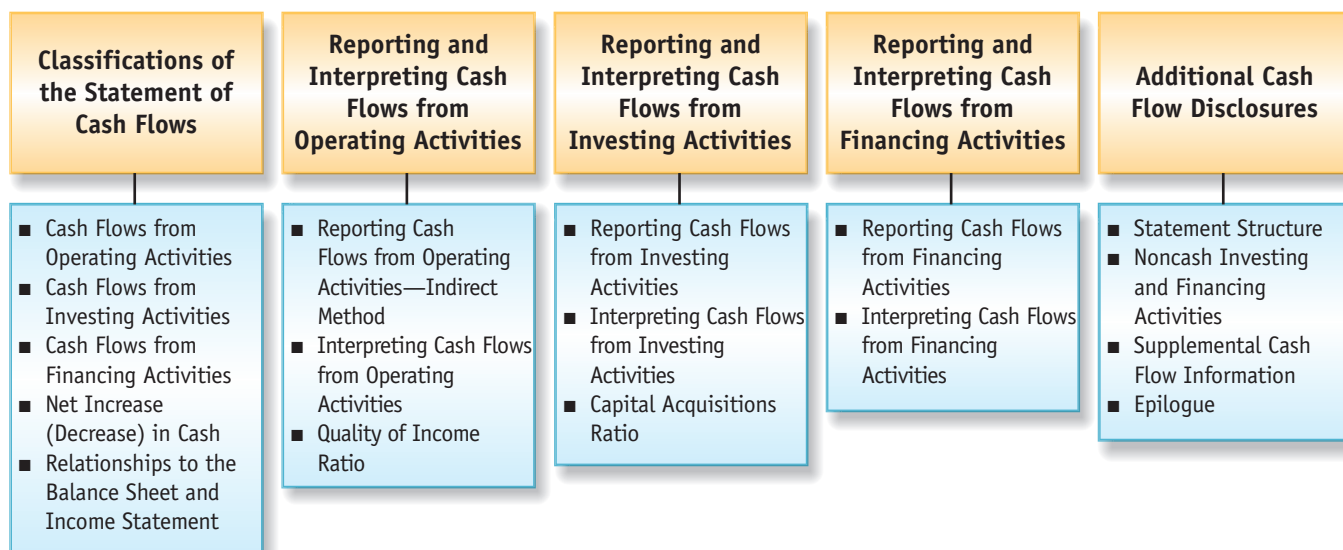 Classifications of
the Statement of
Cash Flows
■ Cash Flows from
Operating Activities
■ Cash Flows from
Investing Activities
■ Cash Flows from
Financing Activities
■ Net Increase
(Decrease) in Cash
■ Relationships to the
Balance Sheet and
Income Statement
Reporting and
Interpreting Cash
Flows from
Operating Activities
■ Reporting Cash
Flows from Operating
Activities—Indirect
Method
■ Interpreting Cash Flows
from Operating
Activities
■ Quality of Income
Ratio
Reporting and
Interpreting Cash
Flows from
Investing Activities
■ Reporting Cash Flows
from Investing
Activities
■ Interpreting Cash Flows
from Investing
Activities
■ Capital Acquisitions
Ratio
Reporting and
Interpreting Cash
Flows from
Financing Activities
■ Reporting Cash Flows
from Financing
Activities
■ Interpreting Cash Flows
from Financing
Activities
Additional Cash
Flow Disclosures
■ Statement Structure
■ Noncash Investing
and Financing
Activities
■ Supplemental Cash
Flow Information
■ Epilogue